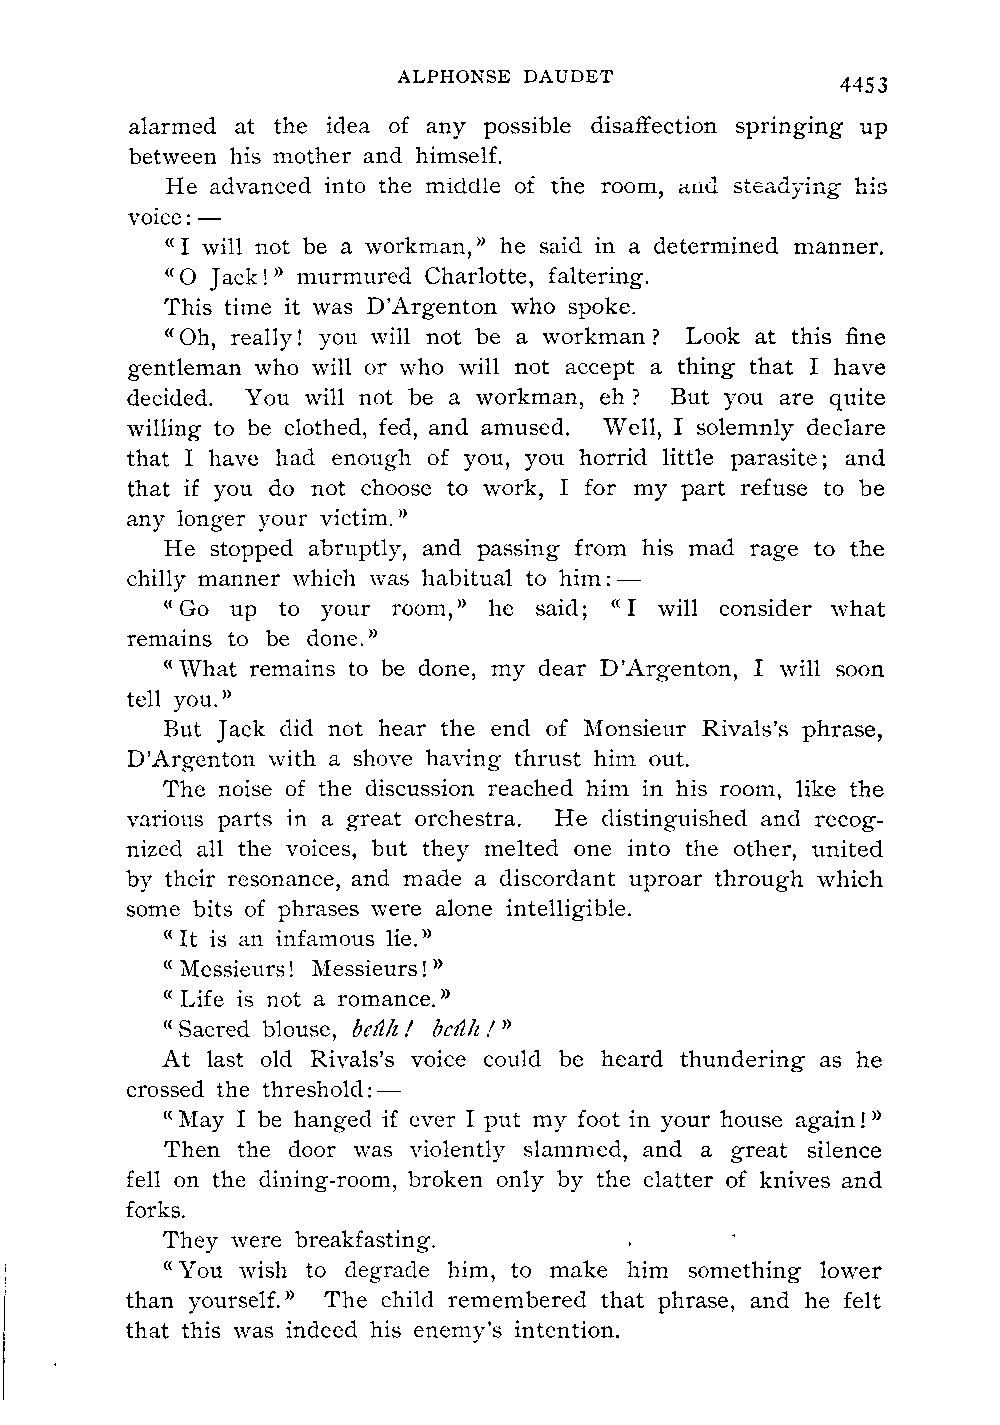 ALPHONSE DAUDET
4453
alarmed at the idea of any possible disaffection springing up
between his mother and himself.
He advanced into the middle of the room, and steadying his
voice: —
“I will not be a workman,” he said in a determined manner.
“O Jack!” murmured Charlotte, faltering.
This time it was D'Argenton who spoke.
“Oh, really! you will not be a workman? Look at this fine
gentleman who will or who will not accept a thing that I have
decided. You will not be a workman, eh? But you are quite
willing to be clothed, fed, and amused. Well, I solemnly declare
that I have had enough of you, you horrid little parasite; and
that if you do not choose to work, I for my part refuse to be
any longer your victim.”
He stopped abruptly, and passing from his mad rage to the
chilly manner which was habitual to him: —
“Go up to your room,” he said; “I will consider what
remains to be done.”
“What remains to be done, my dear D'Argenton, I will soon
tell you.”
But Jack did not hear the end of Monsieur Rivals's phrase,
D'Argenton with a shove having thrust him out.
The noise of the discussion reached him in his room, like the
various parts in a great orchestra. He distinguished and recog-
nized all the voices, but they melted one into the other, united
by their resonance, and made a discordant uproar through which
some bits of phrases were alone intelligible.
“It is an infamous lie.”
“Messieurs! Messieurs!”
“Life is not a romance.”
“Sacred blouse, beûh! beûh!”
At last old Rivals's voice could be heard thundering as he
crossed the threshold: —
“May I be hanged if ever I put my foot in your house again!”
Then the door was violently slammed, and a great silence
fell on the dining-room, broken only by the clatter of knives and
forks.
They were breakfasting.
“You wish to degrade him, to make him something lower
than yourself.” The child remembered that phrase, and he felt
that this was indeed his enemy's intention.